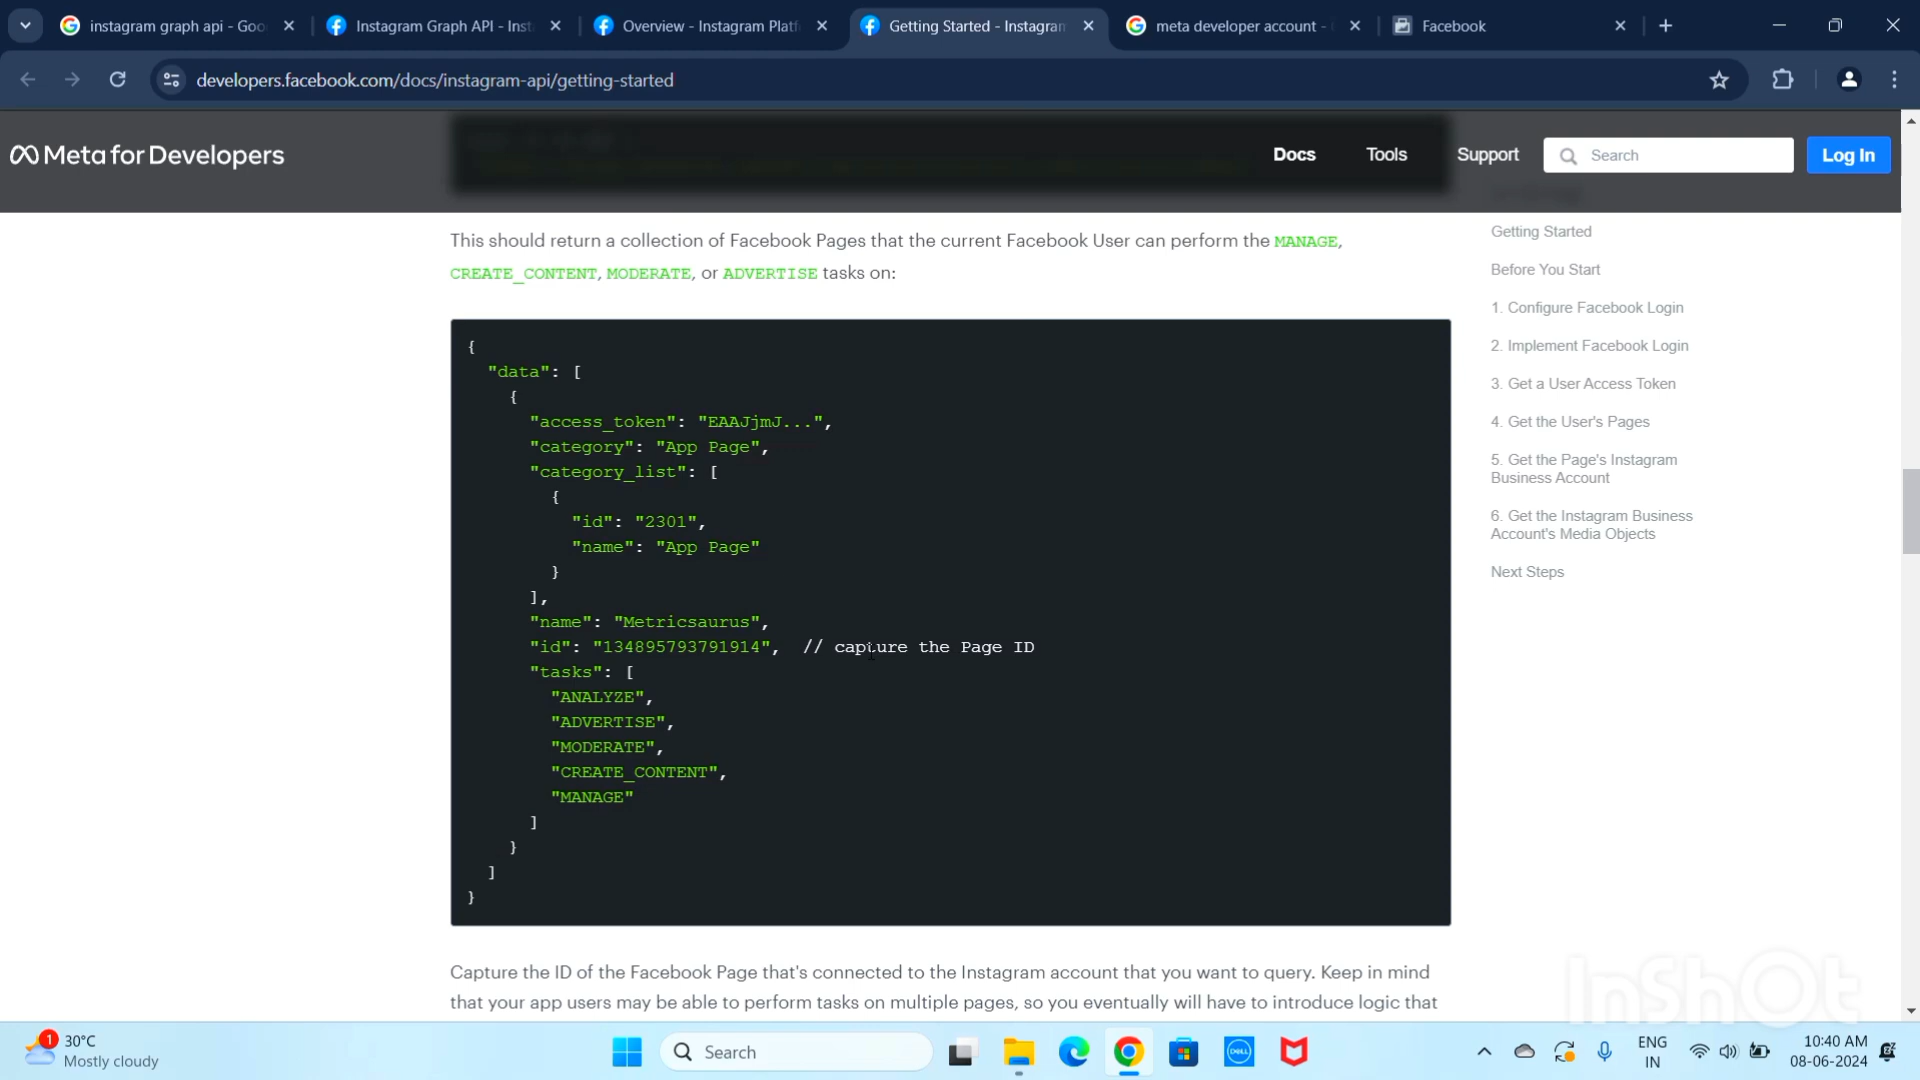 instagram graph api - Goo
Instagram Graph API - Inst
Overview - Instagram Platf
Getting Started - Instagram
meta developer account -
Facebook
developers.facebook.com/docs/instagram-api/getting-started
Meta for Developers
Docs
Tools
Support
Search
Log In
This should return a collection of Facebook Pages that the current Facebook User can perform the MANAGE,
CREATE_CONTENT, MODERATE, or ADVERTISE tasks on:
{
"data": [
{
"access_token": "EAAJjmJ...",
"category": "App Page",
"category_list": [
{
"id": "2301",
"name": "App Page"
}
],
"name": "Metricsaurus",
"id": "134895793791914",  // capture the Page ID
"tasks": [
"ANALYZE",
"ADVERTISE",
"MODERATE",
"CREATE_CONTENT",
"MANAGE"
]
}
]
}
Capture the ID of the Facebook Page that's connected to the Instagram account that you want to query. Keep in mind
that your app users may be able to perform tasks on multiple pages, so you eventually will have to introduce logic that
Getting Started
Before You Start
1. Configure Facebook Login
2. Implement Facebook Login
3. Get a User Access Token
4. Get the User's Pages
5. Get the Page's Instagram
Business Account
6. Get the Instagram Business
Account's Media Objects
Next Steps
InShOt
1
30°C
Mostly cloudy
Search
DELL
ENG
IN
10:40 AM
08-06-2024